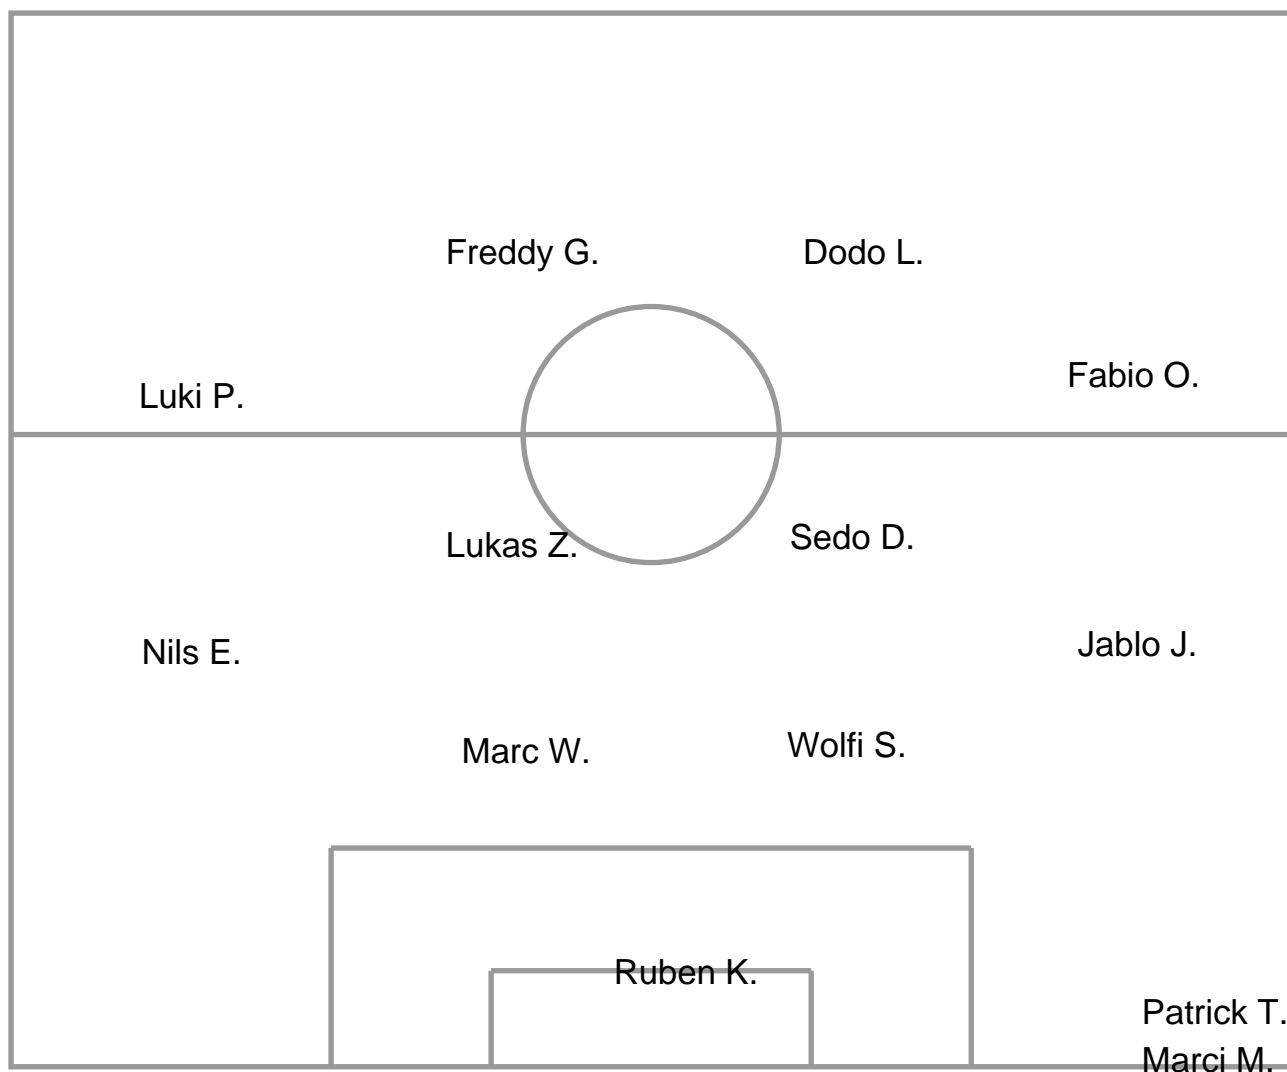 Freddy G.
Dodo L.
Fabio O.
Luki P.
Sedo D.
Lukas Z.
Jablo J.
Nils E.
Wolfi S.
Marc W.
Ruben K.
Patrick T.
Marci M.